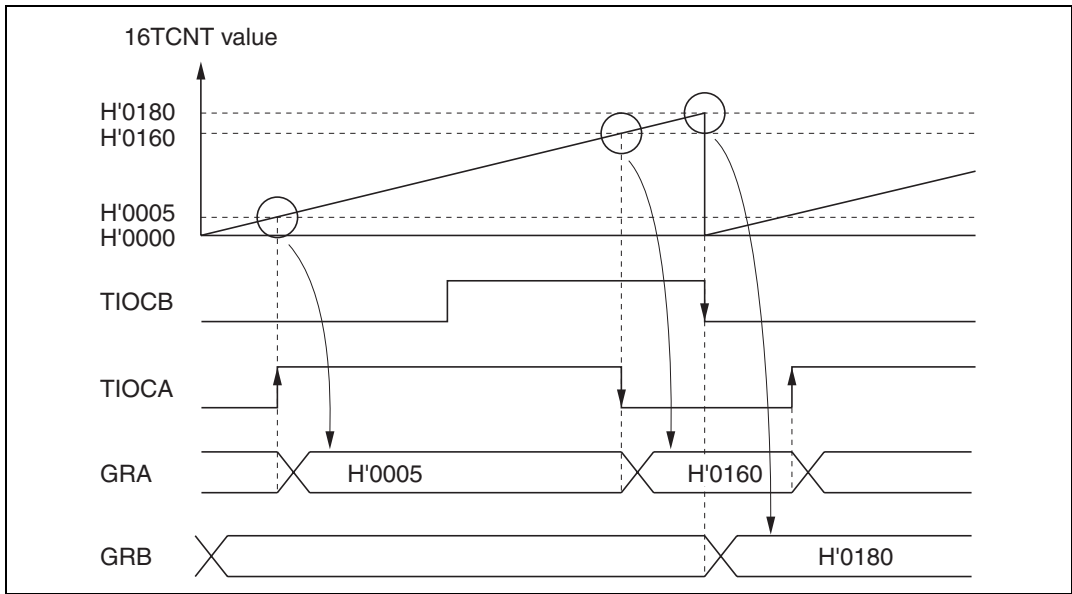 16TCNT value
H'0180
H'0160
H'0005
H'0000
TIOCB
TIOCA
GRA
H'0005
H'0160
GRB
H'0180